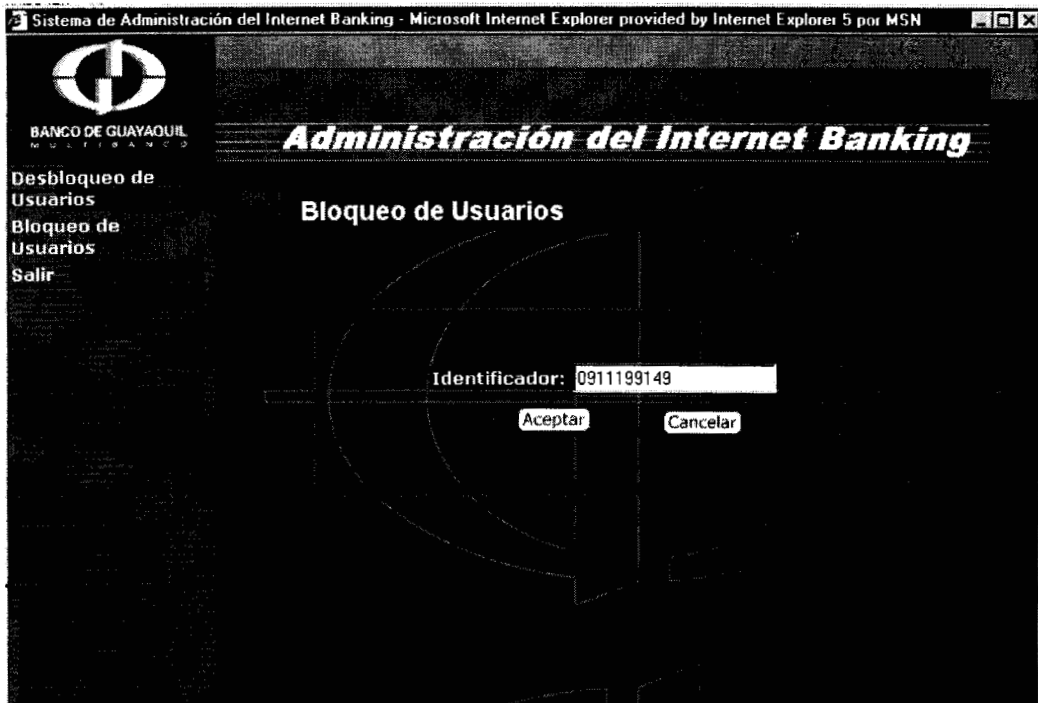 Sistema de Administración del Internet Banking - Microsoft Internet Explorer provided by Internet Explorer 5 por MSN
BANCO DE GUAYAQUIL
MULTIBANCO
Administración del Internet Banking
Desbloqueo de
Usuarios
Bloqueo de
Usuarios
Salir
Bloqueo de Usuarios
Identificador: 0911199149
Aceptar Cancelar